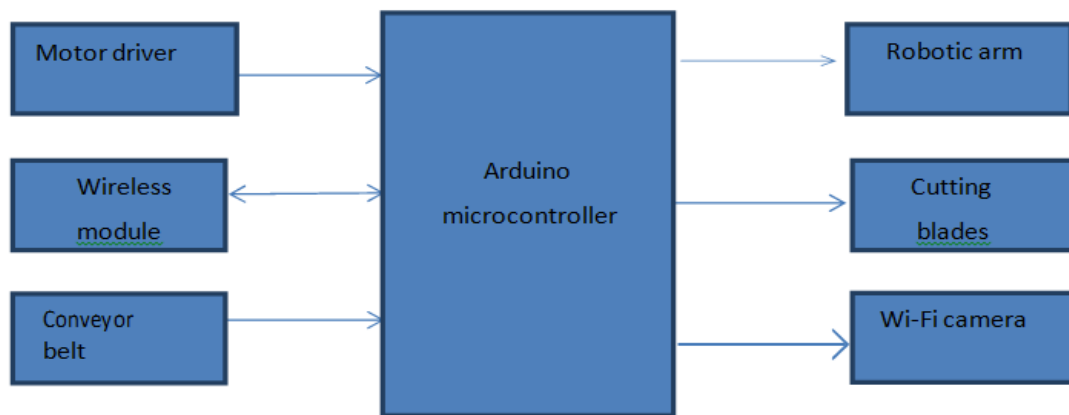 Motor driver
Wireless
module
Conveyor
belt
Arduino
microcontroller
Robotic arm
Cutting
blades
Wi-Fi camera